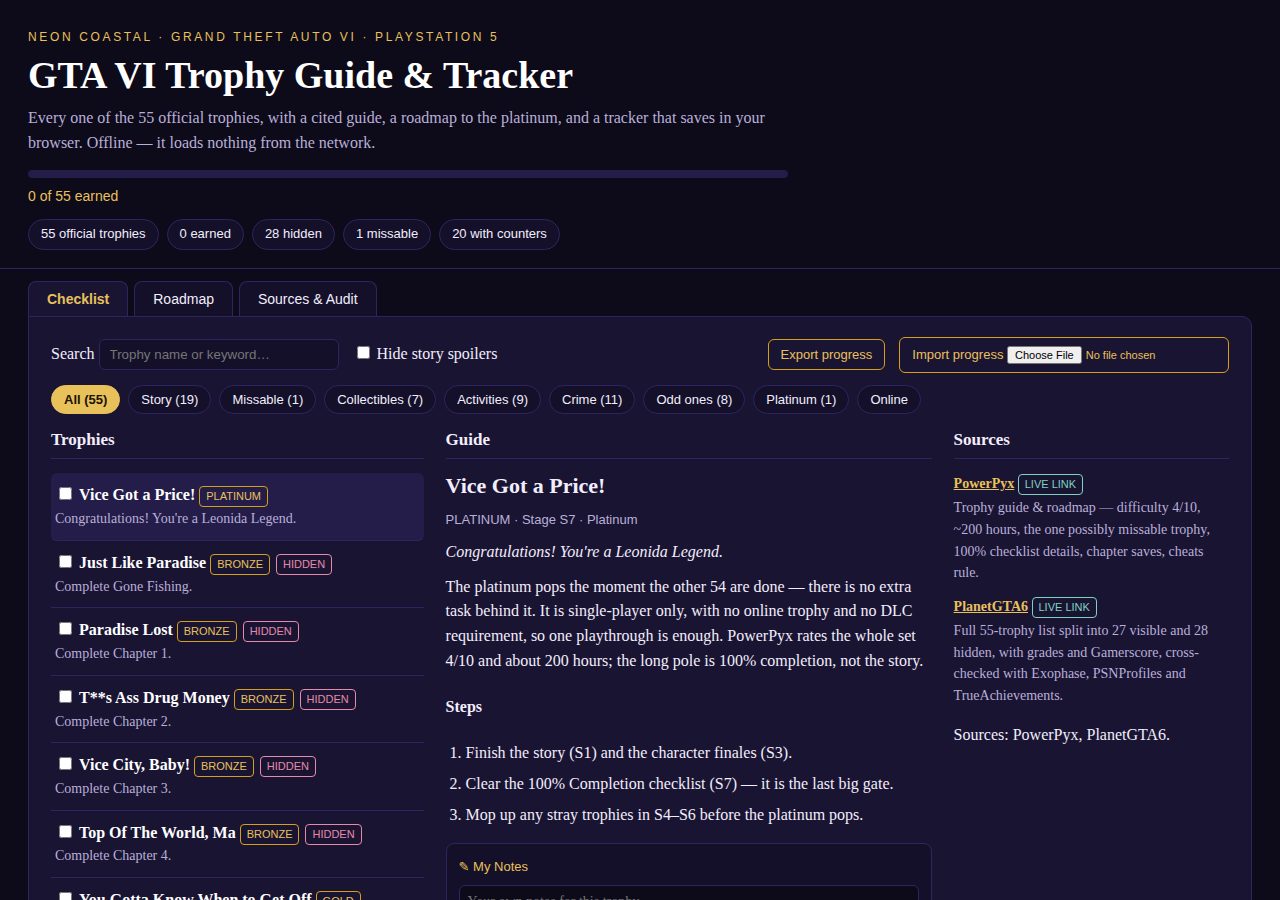 NEON COASTAL · GRAND THEFT AUTO VI · PLAYSTATION 5
GTA VI Trophy Guide & Tracker
Every one of the 55 official trophies, with a cited guide, a roadmap to the platinum, and a tracker that saves in your
browser. Offline — it loads nothing from the network.
0 of 55 earned
55 official trophies
0 earned
28 hidden
1 missable
20 with counters
Checklist
Roadmap
Sources & Audit
Search
Trophy name or keyword…
Hide story spoilers
Export progress
Import progress Choose File No file chosen
All (55)
Story (19)
Missable (1)
Collectibles (7)
Activities (9)
Crime (11)
Odd ones (8)
Platinum (1)
Online
Trophies
Vice Got a Price! PLATINUM
Congratulations! You're a Leonida Legend.
Just Like Paradise BRONZE HIDDEN
Complete Gone Fishing.
Paradise Lost BRONZE HIDDEN
Complete Chapter 1.
T**s Ass Drug Money BRONZE HIDDEN
Complete Chapter 2.
Vice City, Baby! BRONZE HIDDEN
Complete Chapter 3.
Top Of The World, Ma BRONZE HIDDEN
Complete Chapter 4.
You Gotta Know When to Get Off GOLD
Guide
Vice Got a Price!
PLATINUM · Stage S7 · Platinum
Congratulations! You're a Leonida Legend.
The platinum pops the moment the other 54 are done — there is no extra
task behind it. It is single-player only, with no online trophy and no DLC
requirement, so one playthrough is enough. PowerPyx rates the whole set
4/10 and about 200 hours; the long pole is 100% completion, not the story.
Steps
1. Finish the story (S1) and the character finales (S3).
2. Clear the 100% Completion checklist (S7) — it is the last big gate.
3. Mop up any stray trophies in S4–S6 before the platinum pops.
✎ My Notes
Your own notes for this trophy
Sources
PowerPyx LIVE LINK
Trophy guide & roadmap — difficulty 4/10,
~200 hours, the one possibly missable trophy,
100% checklist details, chapter saves, cheats
rule.
PlanetGTA6 LIVE LINK
Full 55-trophy list split into 27 visible and 28
hidden, with grades and Gamerscore, cross-
checked with Exophase, PSNProfiles and
TrueAchievements.
Sources: PowerPyx, PlanetGTA6.